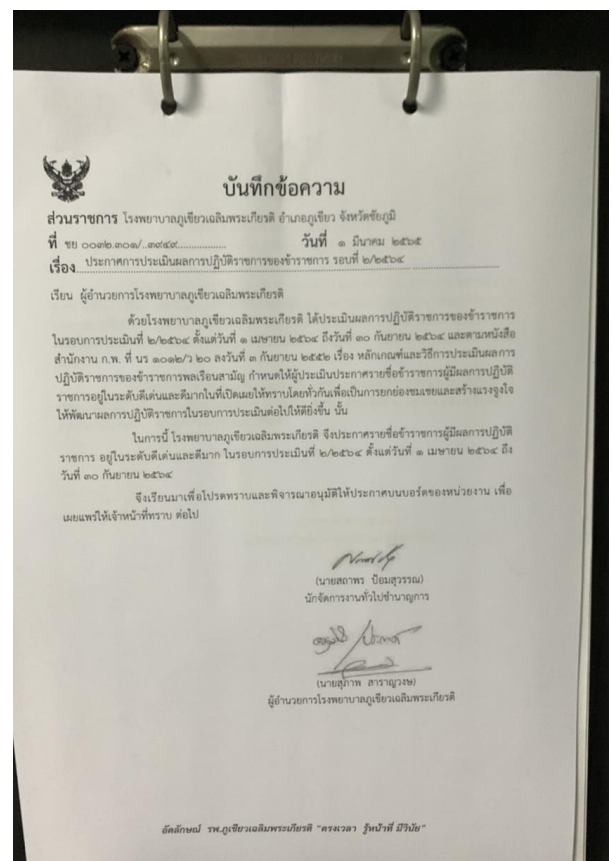 บันทึกข้อความ
ส่วนราชการ โรงพยาบาลภูเขียวเฉลิมพระเกียรติ อำเภอภูเขียว จังหวัดชัยภูมิ
ที่ ชย ๐๐๓๒.๓๐๑/..๓๙๔๙................. วันที่ ๑ มีนาคม ๒๕๖๕
เรื่อง ประกาศการประเมินผลการปฏิบัติราชการของข้าราชการ รอบที่ ๒/๒๕๖๔
เรียน ผู้อำนวยการโรงพยาบาลภูเขียวเฉลิมพระเกียรติ
ด้วยโรงพยาบาลภูเขียวเฉลิมพระเกียรติ ได้ประเมินผลการปฏิบัติราชการของข้าราชการ
ในรอบการประเมินที่ ๒/๒๕๖๔ ตั้งแต่วันที่ ๑ เมษายน ๒๕๖๔ ถึงวันที่ ๓๐ กันยายน ๒๕๖๔ และตามหนังสือ
สำนักงาน ก.พ. ที่ นร ๑๐๑๒/ว ๒๐ ลงวันที่ ๓ กันยายน ๒๕๕๒ เรื่อง หลักเกณฑ์และวิธีการประเมินผลการ
ปฏิบัติราชการของข้าราชการพลเรือนสามัญ กำหนดให้ผู้ประเมินประกาศรายชื่อข้าราชการผู้มีผลการปฏิบัติ
ราชการอยู่ในระดับดีเด่นและดีมากในที่เปิดเผยให้ทราบโดยทั่วกันเพื่อเป็นการยกย่องชมเชยและสร้างแรงจูงใจ
ให้พัฒนาผลการปฏิบัติราชการในรอบการประเมินต่อไปให้ดียิ่งขึ้น นั้น
ในการนี้ โรงพยาบาลภูเขียวเฉลิมพระเกียรติ จึงประกาศรายชื่อข้าราชการผู้มีผลการปฏิบัติ
ราชการ อยู่ในระดับดีเด่นและดีมาก ในรอบการประเมินที่ ๒/๒๕๖๔ ตั้งแต่วันที่ ๑ เมษายน ๒๕๖๔ ถึง
วันที่ ๓๐ กันยายน ๒๕๖๔
จึงเรียนมาเพื่อโปรดทราบและพิจารณาอนุมัติให้ประกาศบนบอร์ดของหน่วยงาน เพื่อ
เผยแพร่ให้เจ้าหน้าที่ทราบ ต่อไป
(นายสถาพร ป้อมสุวรรณ)
นักจัดการงานทั่วไปชำนาญการ
(นายสุภาพ สาราญวงษ์)
ผู้อำนวยการโรงพยาบาลภูเขียวเฉลิมพระเกียรติ
อัตลักษณ์ รพ.ภูเขียวเฉลิมพระเกียรติ "ตรงเวลา รู้หน้าที่ มีวินัย"